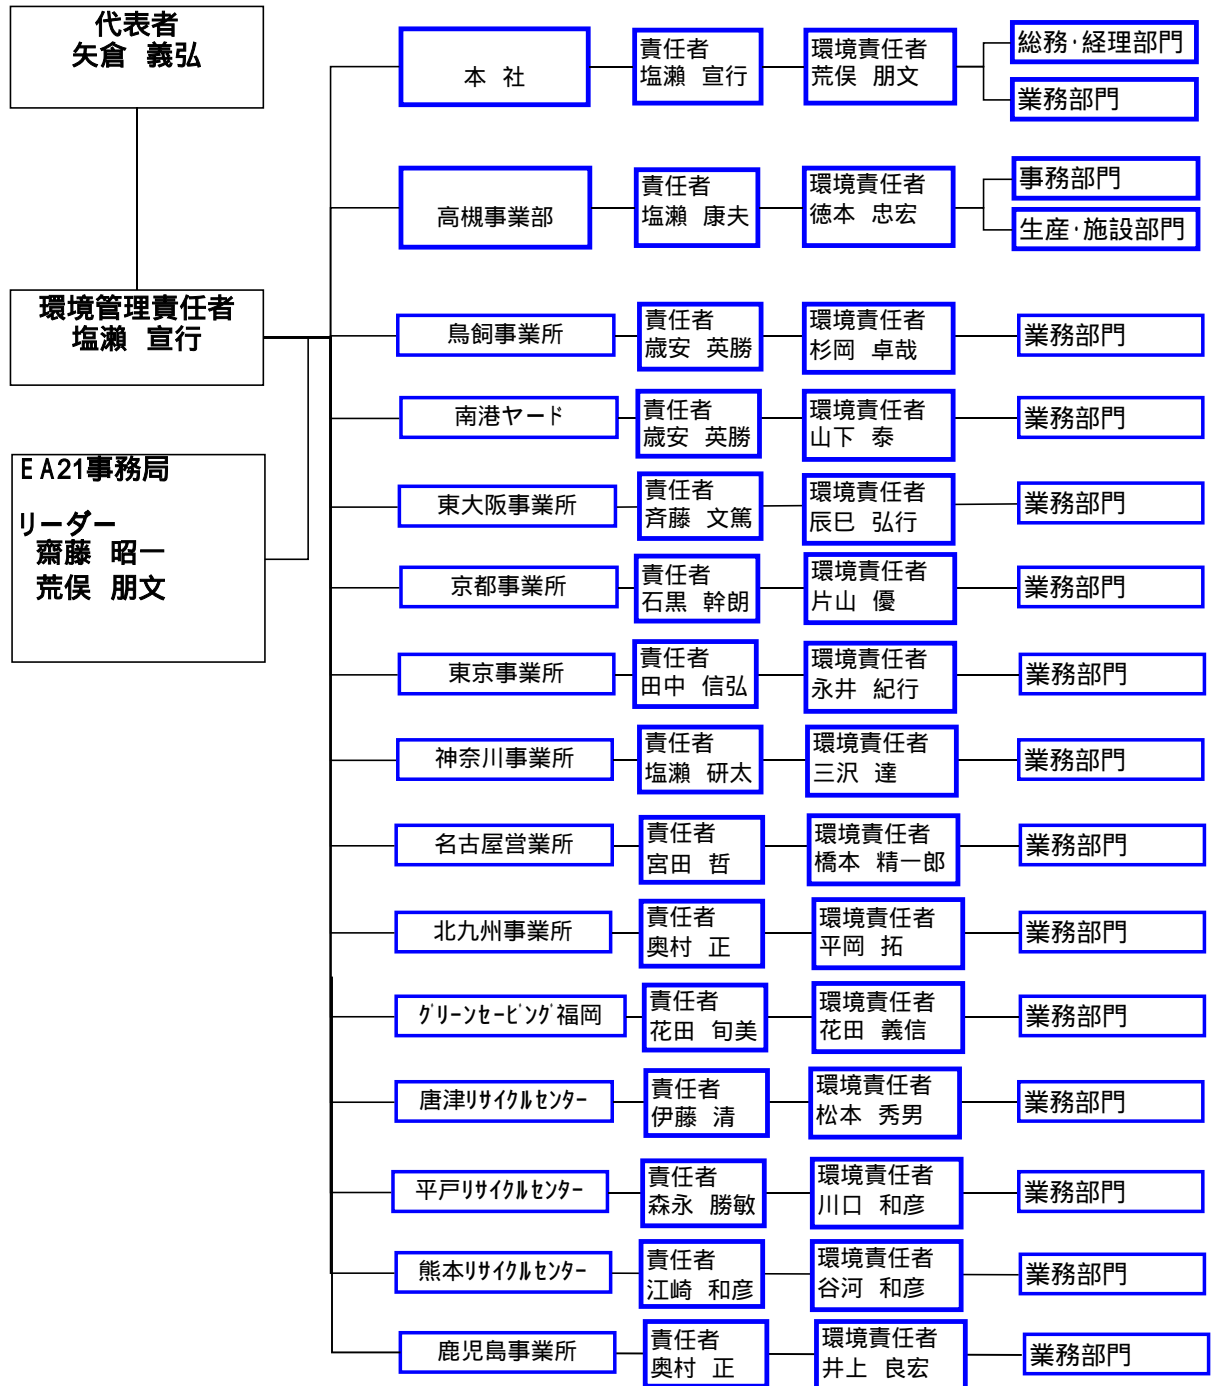 代表者
矢倉 義弘
環境管理責任者
塩瀬 宣行
ＥA21事務局
リーダー
齋藤 昭一
荒俣 朋文
本 社
責任者
塩瀬 宣行
環境責任者
荒俣 朋文
総務･経理部門
業務部門
高槻事業部
責任者
塩瀬 康夫
環境責任者
徳本 忠宏
事務部門
生産･施設部門
鳥飼事業所
責任者
歳安 英勝
環境責任者
杉岡 卓哉
業務部門
南港ヤード
責任者
歳安 英勝
環境責任者
山下 泰
業務部門
東大阪事業所
責任者
斉藤 文篤
環境責任者
辰巳 弘行
業務部門
京都事業所
責任者
石黒 幹朗
環境責任者
片山 優
業務部門
東京事業所
責任者
田中 信弘
環境責任者
永井 紀行
業務部門
神奈川事業所
責任者
塩瀬 研太
環境責任者
三沢 達
業務部門
名古屋営業所
責任者
宮田 哲
環境責任者
橋本 精一郎
業務部門
北九州事業所
責任者
奥村 正
環境責任者
平岡 拓
業務部門
ｸﾞﾘｰﾝｾｰﾋﾞﾝｸﾞ福岡
責任者
花田 旬美
環境責任者
花田 義信
業務部門
唐津ﾘｻｲｸﾙｾﾝﾀｰ
責任者
伊藤 清
環境責任者
松本 秀男
業務部門
平戸ﾘｻｲｸﾙｾﾝﾀｰ
責任者
森永 勝敏
環境責任者
川口 和彦
業務部門
熊本ﾘｻｲｸﾙｾﾝﾀｰ
責任者
江崎 和彦
環境責任者
谷河 和彦
業務部門
鹿児島事業所
責任者
奥村 正
環境責任者
井上 良宏
業務部門